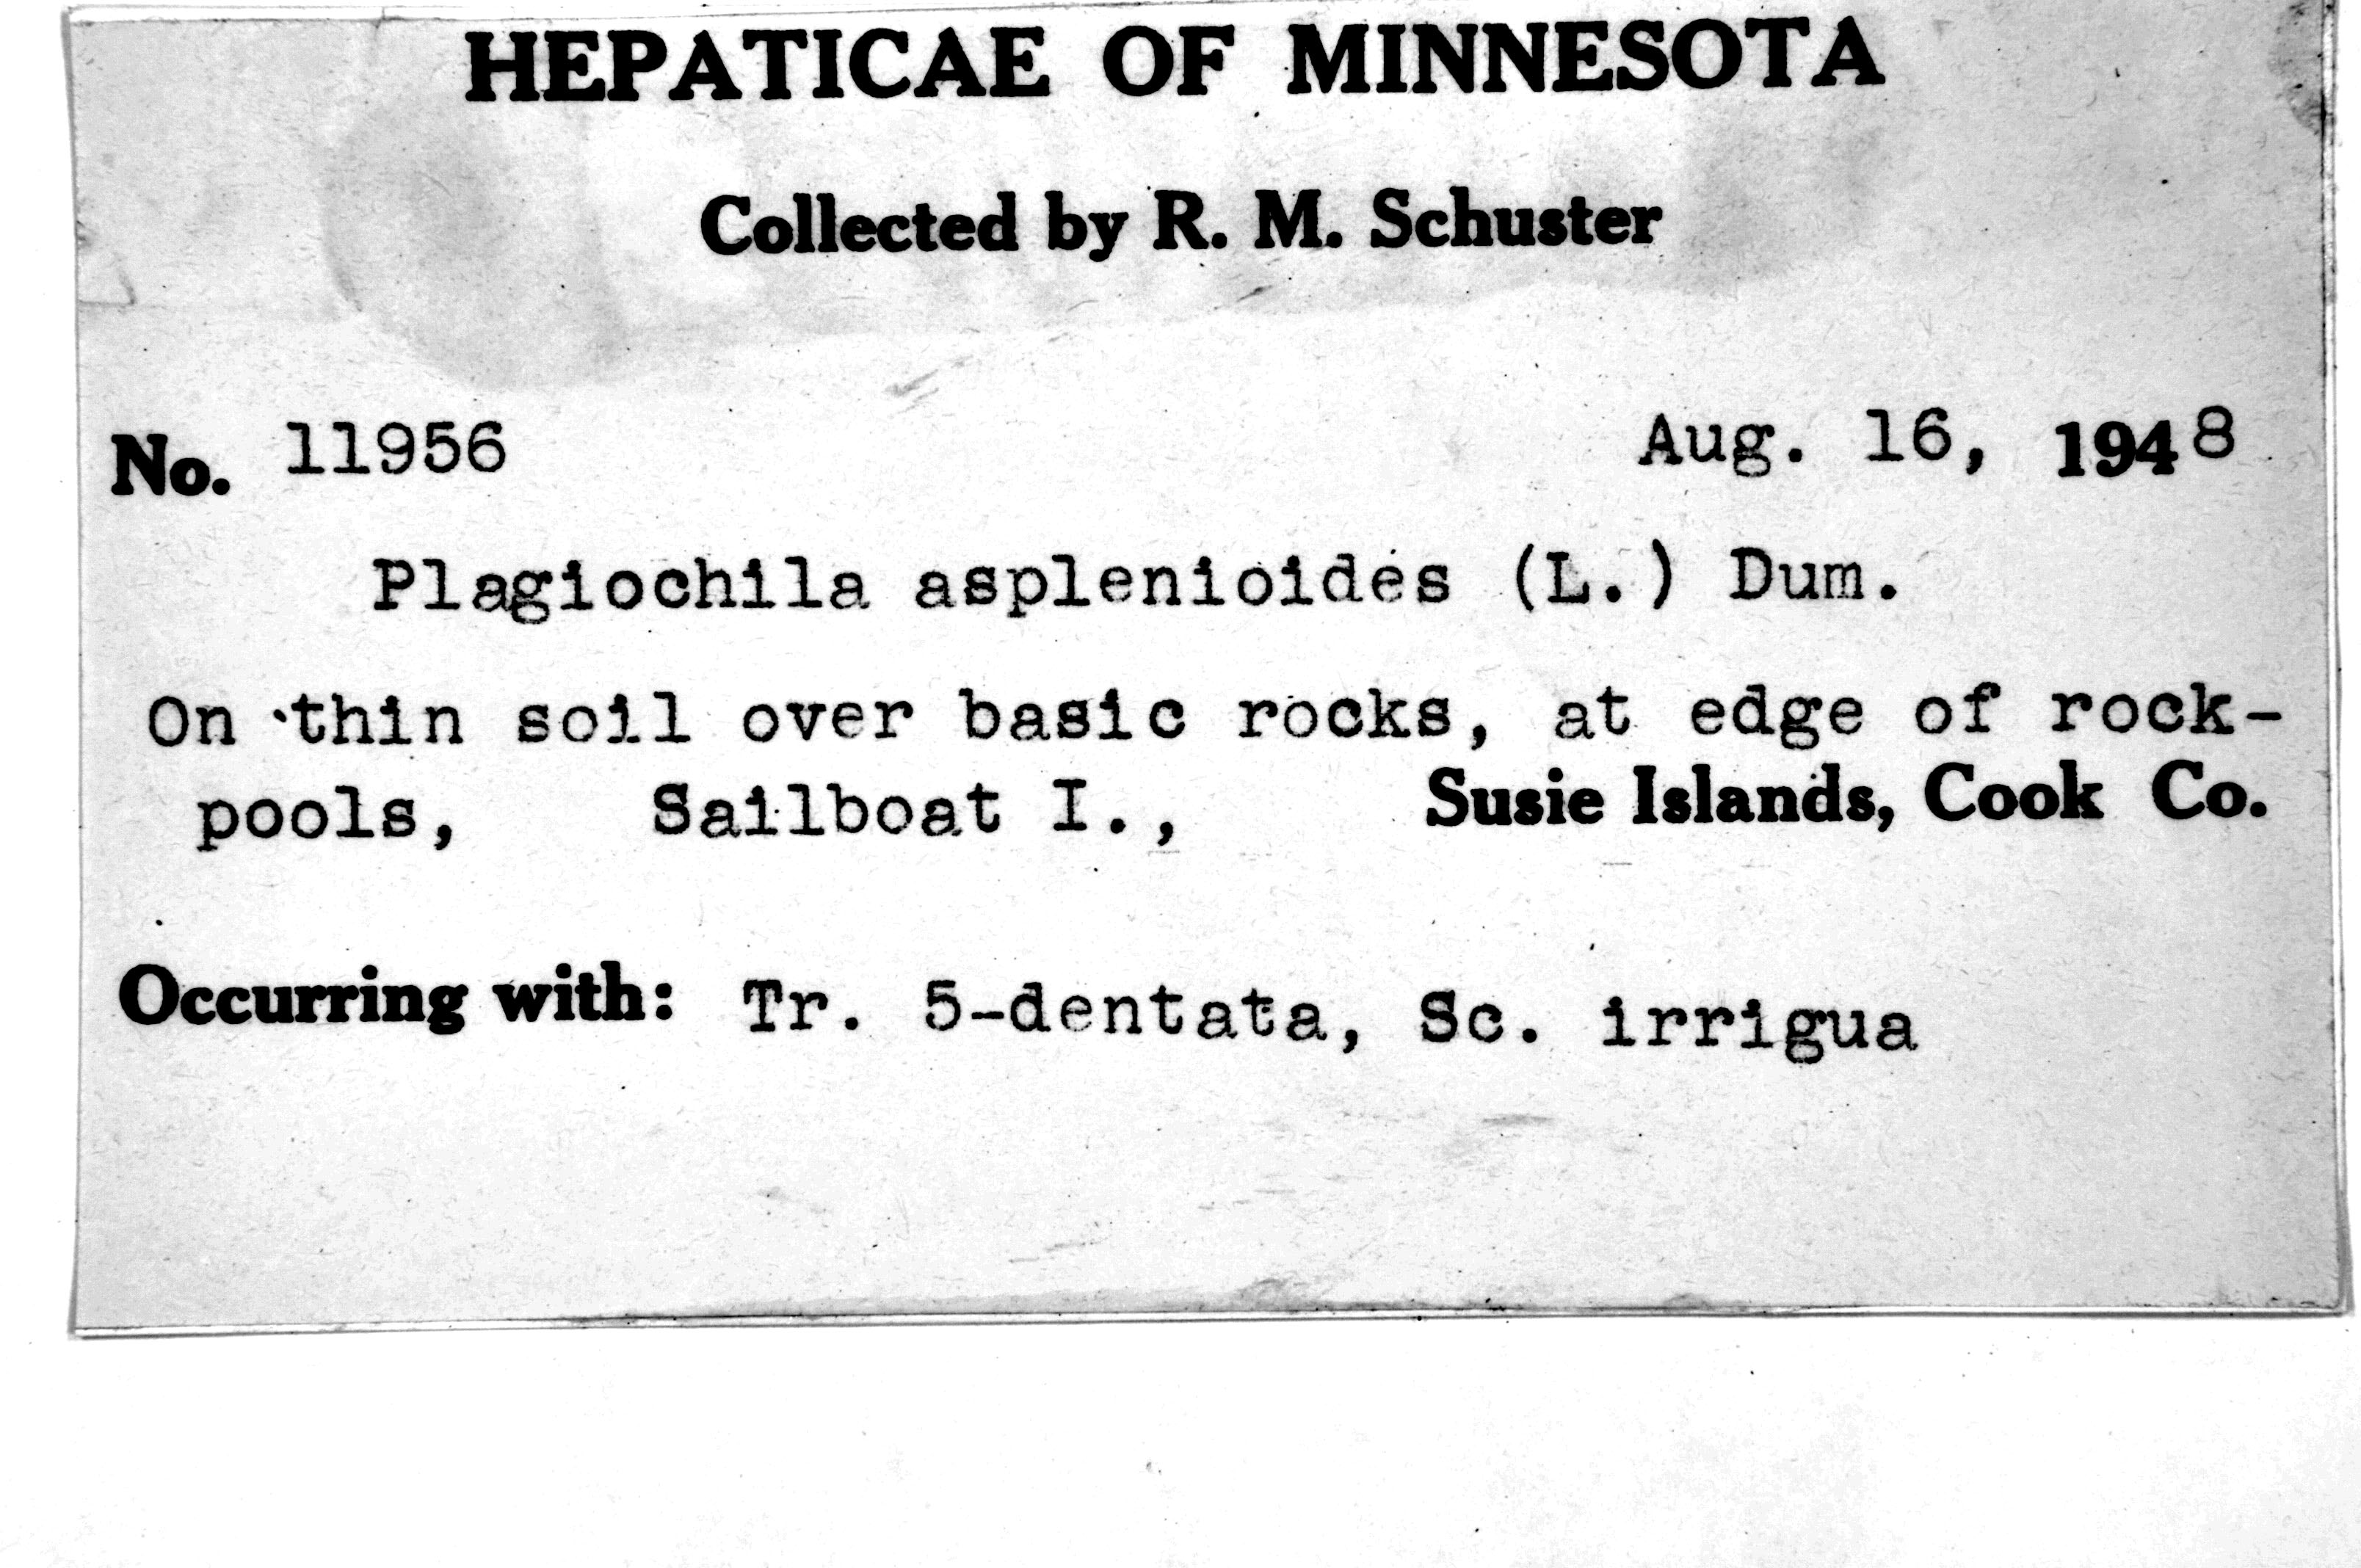 HEPATICAE OF MINNESOTA
Collected by R. M. Schuster
No. 11956 Aug. 16, 1948
Plagiochila asplenioides (L.) Dum.
On thin soil over basic rocks, at edge of rock-
pools, Sailboat I., Susie Islands, Cook Co.
Occurring with: Tr. 5-dentata, Sc. irrigua